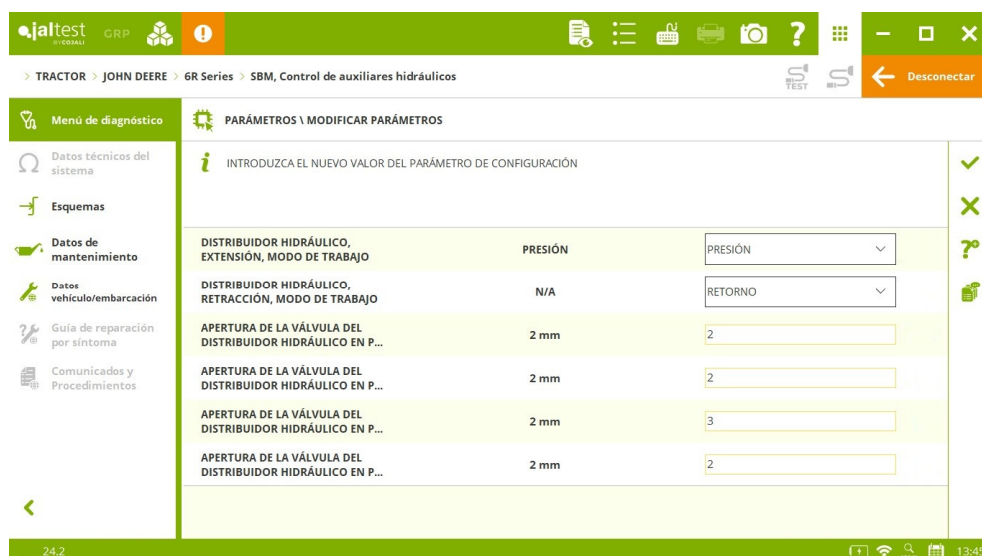 jaltest GRP
BY COJALI
TRACTOR > JOHN DEERE > 6R Series > SBM, Control de auxiliares hidráulicos
TEST
Desconectar
Menú de diagnóstico
PARÁMETROS \ MODIFICAR PARÁMETROS
Datos técnicos del
sistema
INTRODUZCA EL NUEVO VALOR DEL PARÁMETRO DE CONFIGURACIÓN
Esquemas
Datos de
mantenimiento
Datos
vehículo/embarcación
Guía de reparación
por síntoma
Comunicados y
Procedimientos
DISTRIBUIDOR HIDRÁULICO,
EXTENSIÓN, MODO DE TRABAJO
PRESIÓN
PRESIÓN
DISTRIBUIDOR HIDRÁULICO,
RETRACCIÓN, MODO DE TRABAJO
N/A
RETORNO
APERTURA DE LA VÁLVULA DEL
DISTRIBUIDOR HIDRÁULICO EN P...
2 mm
2
APERTURA DE LA VÁLVULA DEL
DISTRIBUIDOR HIDRÁULICO EN P...
2 mm
2
APERTURA DE LA VÁLVULA DEL
DISTRIBUIDOR HIDRÁULICO EN P...
2 mm
3
APERTURA DE LA VÁLVULA DEL
DISTRIBUIDOR HIDRÁULICO EN P...
2 mm
2
24.2
13:45